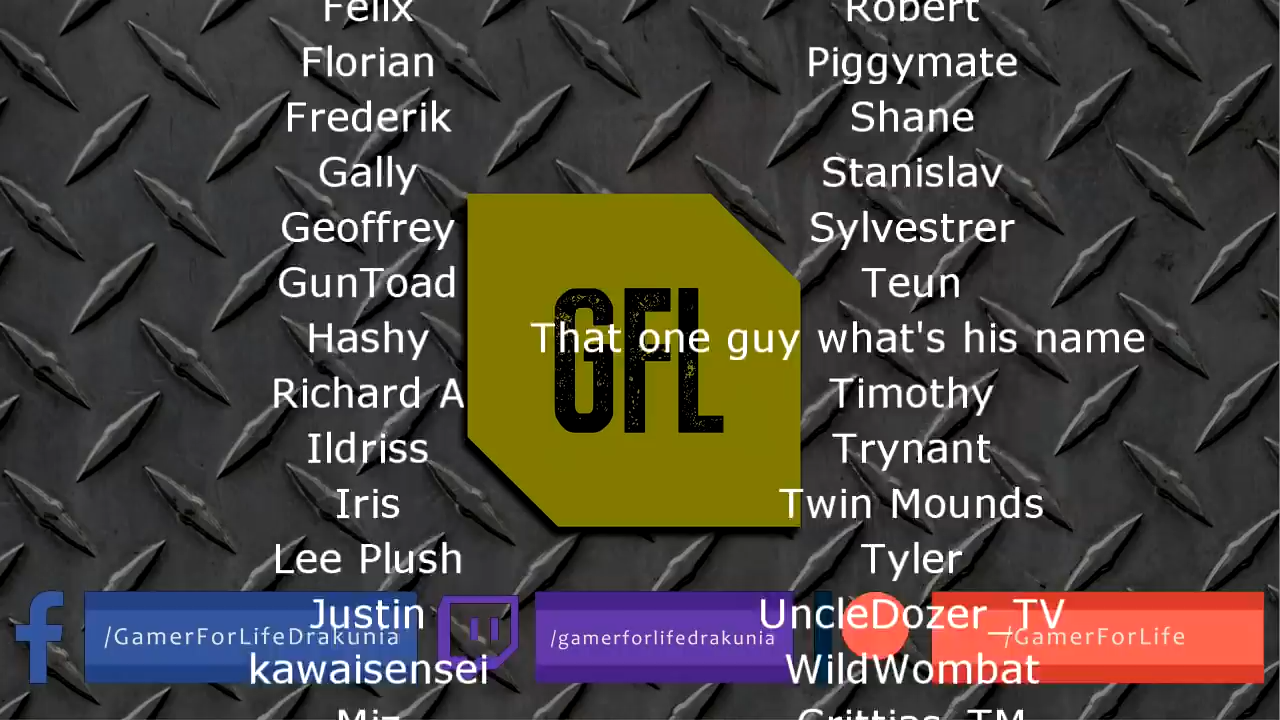 Felix
Florian
Frederik
Gally
Geoffrey
GunToad
Hashy
Richard A
Ildriss
Iris
Lee Plush
Justin
kawaisensei
Robert
Piggymate
Shane
Stanislav
Sylvestrer
Teun
That one guy what's his name
Timothy
Trynant
Twin Mounds
Tyler
UncleDozer_TV
WildWombat
GFL
/GamerForLifeDrakunia
/gamerforlifedrakunia
/GamerForLife